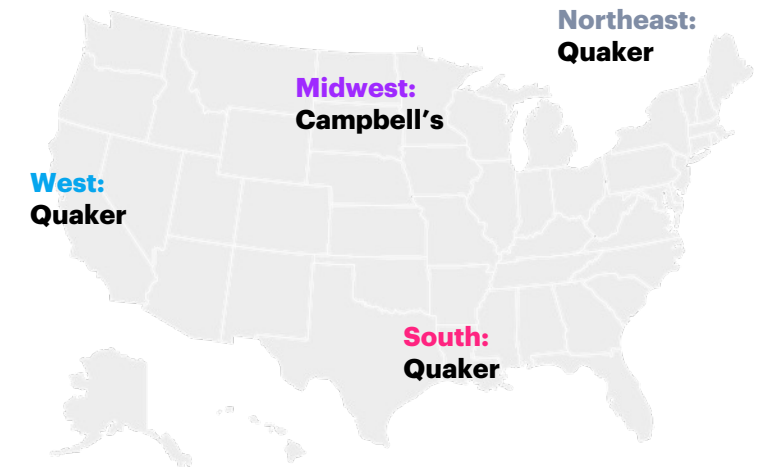 Northeast:
Quaker
Midwest:
Campbell's
West:
Quaker
South:
Quaker